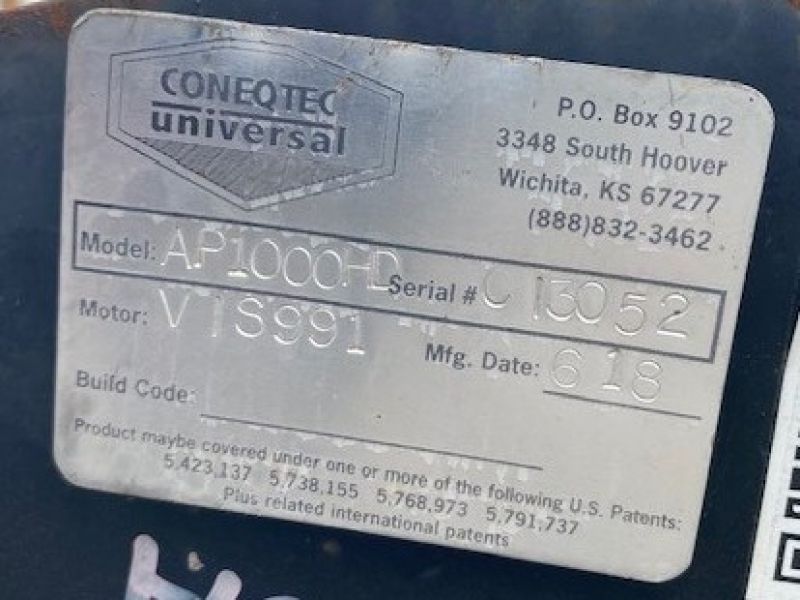 CONEQTEC
universal
P.O. Box 9102
3348 South Hoover
Wichita, KS 67277
(888)832-3462
Model: AP1000HD Serial # C 13052
Motor: V1S991
Mfg. Date: 6 18
Build Code:
Product maybe covered under one or more of the following U.S. Patents:
5,423,137 5,738,155 5,768,973 5,791,737
Plus related international patents